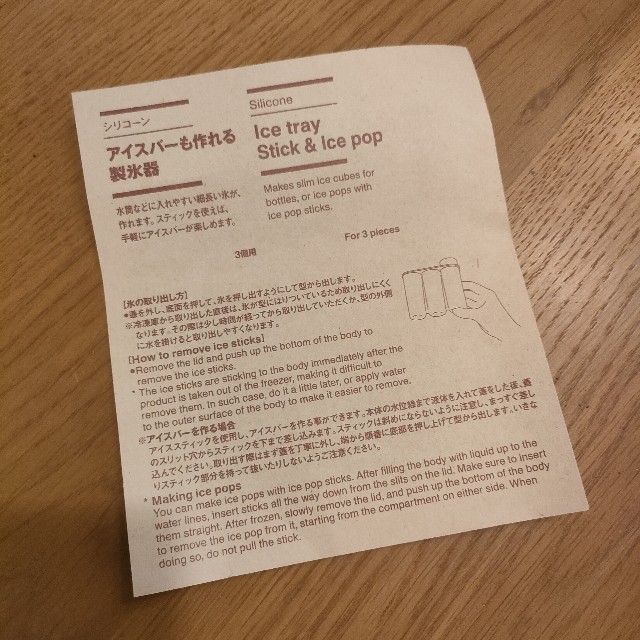 シリコーン
アイスバーも作れる
製氷器
水筒などに入れやすい細長い氷が、
作れます。スティックを使えば、
手軽にアイスバーが楽しめます。
3個用
Silicone
Ice tray
Stick & Ice pop
Makes slim ice cubes for
bottles, or ice pops with
ice pop sticks.
For 3 pieces
【氷の取り出し方】
●蓋を外し、底面を押して、氷を押し出すようにして型から出します。
※冷凍庫から取り出した直後は、氷が型にはりついているため取り出しにくく
なります。その際は少し時間が経ってから取り出していただくか、型の外側
に水を掛けると取り出しやすくなります。
【How to remove ice sticks】
●Remove the lid and push up the bottom of the body to
remove the ice sticks.
* The ice sticks are sticking to the body immediately after the
product is taken out of the freezer, making it difficult to
remove them. In such case, do it a little later, or apply water
to the outer surface of the body to make it easier to remove.
※アイスバーを作る場合
アイススティックを使用し、アイスバーを作る事ができます。本体の水位線まで液体を入れて蓋をした後、蓋
のスリット穴からスティックを下まで差し込みます。スティックは斜めにならないように注意し、まっすぐ差し
込んでください。取り出す際はまず蓋を丁寧に外し、端から順番に底部を押し上げて型から出します。いきな
りスティック部分を持って抜いたりしないようご注意ください。
* Making ice pops
You can make ice pops with ice pop sticks. After filling the body with liquid up to the
water lines, insert sticks all the way down from the slits on the lid. Make sure to insert
them straight. After frozen, slowly remove the lid, and push up the bottom of the body
to remove the ice pop from it, starting from the compartment on either side. When
doing so, do not pull the stick.